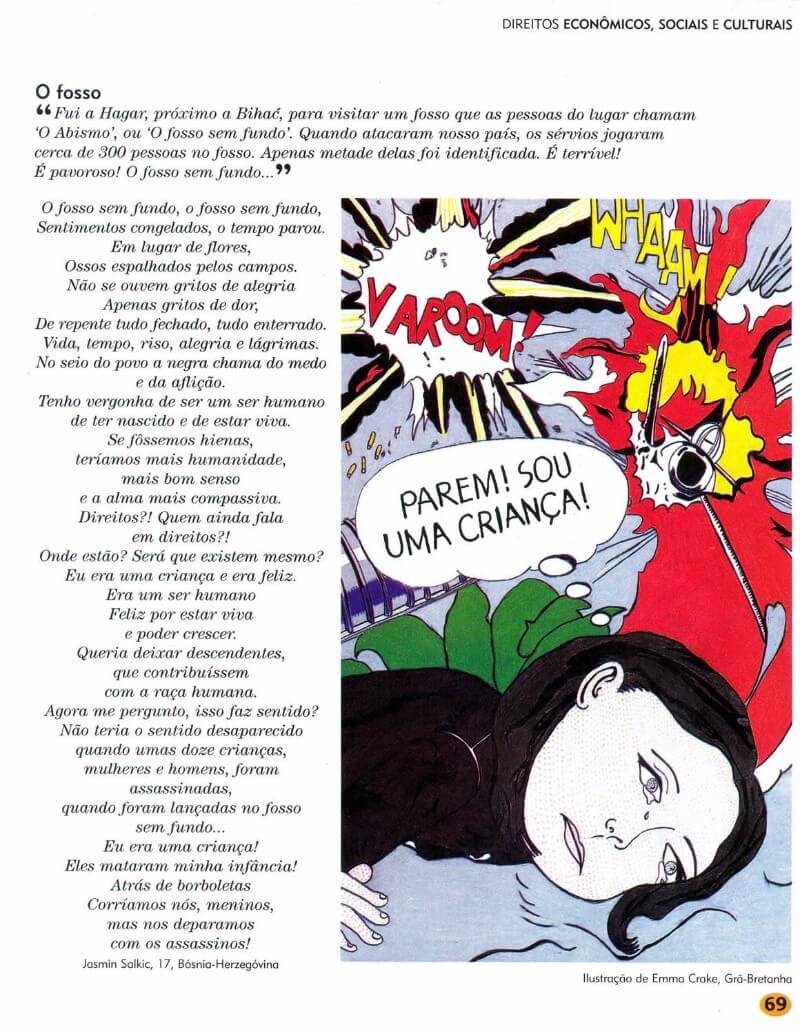 DIREITOS ECONÔMICOS, SOCIAIS E CULTURAIS
O fosso
“Fui a Hagar, próximo a Bihać, para visitar um fosso que as pessoas do lugar chamam
‘O Abismo’, ou ‘O fosso sem fundo’. Quando atacaram nosso país, os sérvios jogaram
cerca de 300 pessoas no fosso. Apenas metade delas foi identificada. É terrível!
É pavoroso! O fosso sem fundo...”
O fosso sem fundo, o fosso sem fundo,
Sentimentos congelados, o tempo parou.
Em lugar de flores,
Ossos espalhados pelos campos.
Não se ouvem gritos de alegria
Apenas gritos de dor,
De repente tudo fechado, tudo enterrado.
Vida, tempo, riso, alegria e lágrimas.
No seio do povo a negra chama do medo
e da aflição.
Tenho vergonha de ser um ser humano
de ter nascido e de estar viva.
Se fôssemos hienas,
teríamos mais humanidade,
mais bom senso
e a alma mais compassiva.
Direitos?! Quem ainda fala
em direitos?!
Onde estão? Será que existem mesmo?
Eu era uma criança e era feliz.
Era um ser humano
Feliz por estar viva
e poder crescer.
Queria deixar descendentes,
que contribuíssem
com a raça humana.
Agora me pergunto, isso faz sentido?
Não teria o sentido desaparecido
quando umas doze crianças,
mulheres e homens, foram
assassinadas,
quando foram lançadas no fosso
sem fundo...
Eu era uma criança!
Eles mataram minha infância!
Atrás de borboletas
Corríamos nós, meninos,
mas nos deparamos
com os assassinos!
Jasmin Salkic, 17, Bósnia-Herzegóvina
WHAAM!
VAROOM!
PAREM! SOU
UMA CRIANÇA!
Ilustração de Emma Crake, Grã-Bretanha
69